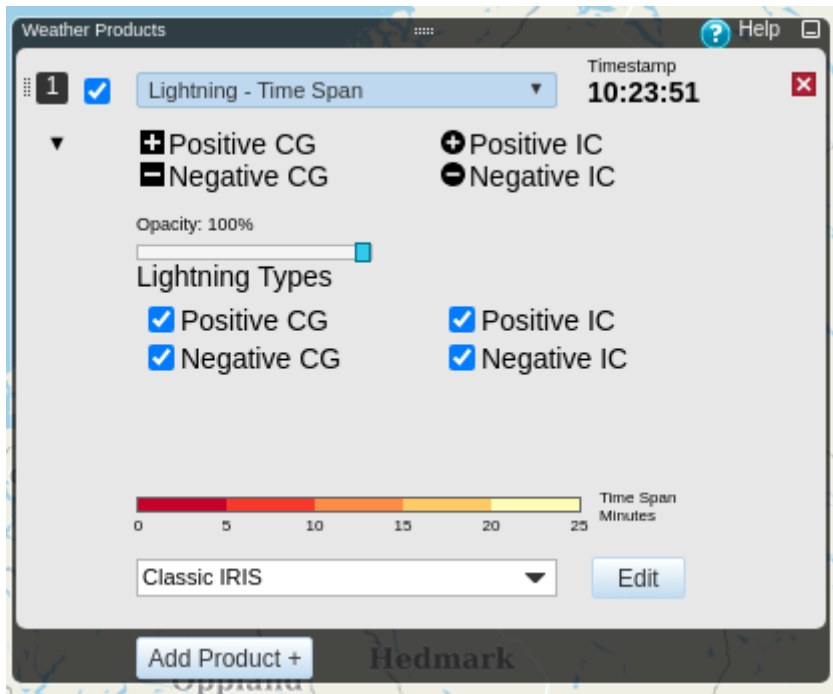 Weather Products
? Help
1 Lightning - Time Span
Timestamp
10:23:51
Positive CG Positive IC
Negative CG Negative IC
Opacity: 100%
Lightning Types
Positive CG Positive IC
Negative CG Negative IC
Time Span
Minutes
0 5 10 15 20 25
Classic IRIS
Edit
Add Product +
Hedmark
Oppland